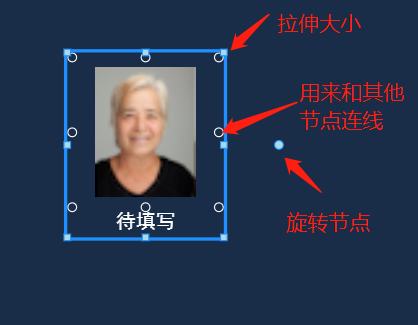 拉伸大小
用来和其他
节点连线
待填写
旋转节点